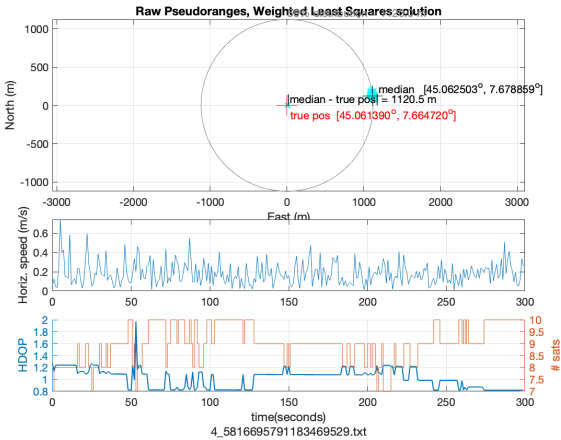 Raw Pseudoranges, Weighted Least Squares solution
1000
500
0
-500
-1000
North (m)
median [45.062503o, 7.678859o]
|median - true pos| = 1120.5 m
true pos [45.061390o, 7.664720o]
-3000 -2000 -1000 0 1000 2000 3000
East (m)
Horiz. speed (m/s)
0.6
0.4
0.2
0
0 50 100 150 200 250 300
HDOP
2
1.8
1.6
1.4
1.2
1
0.8
10
9.5
9
8.5
8
7.5
7
# sats
0 50 100 150 200 250 300
time(seconds)
4_5816695791183469529.txt